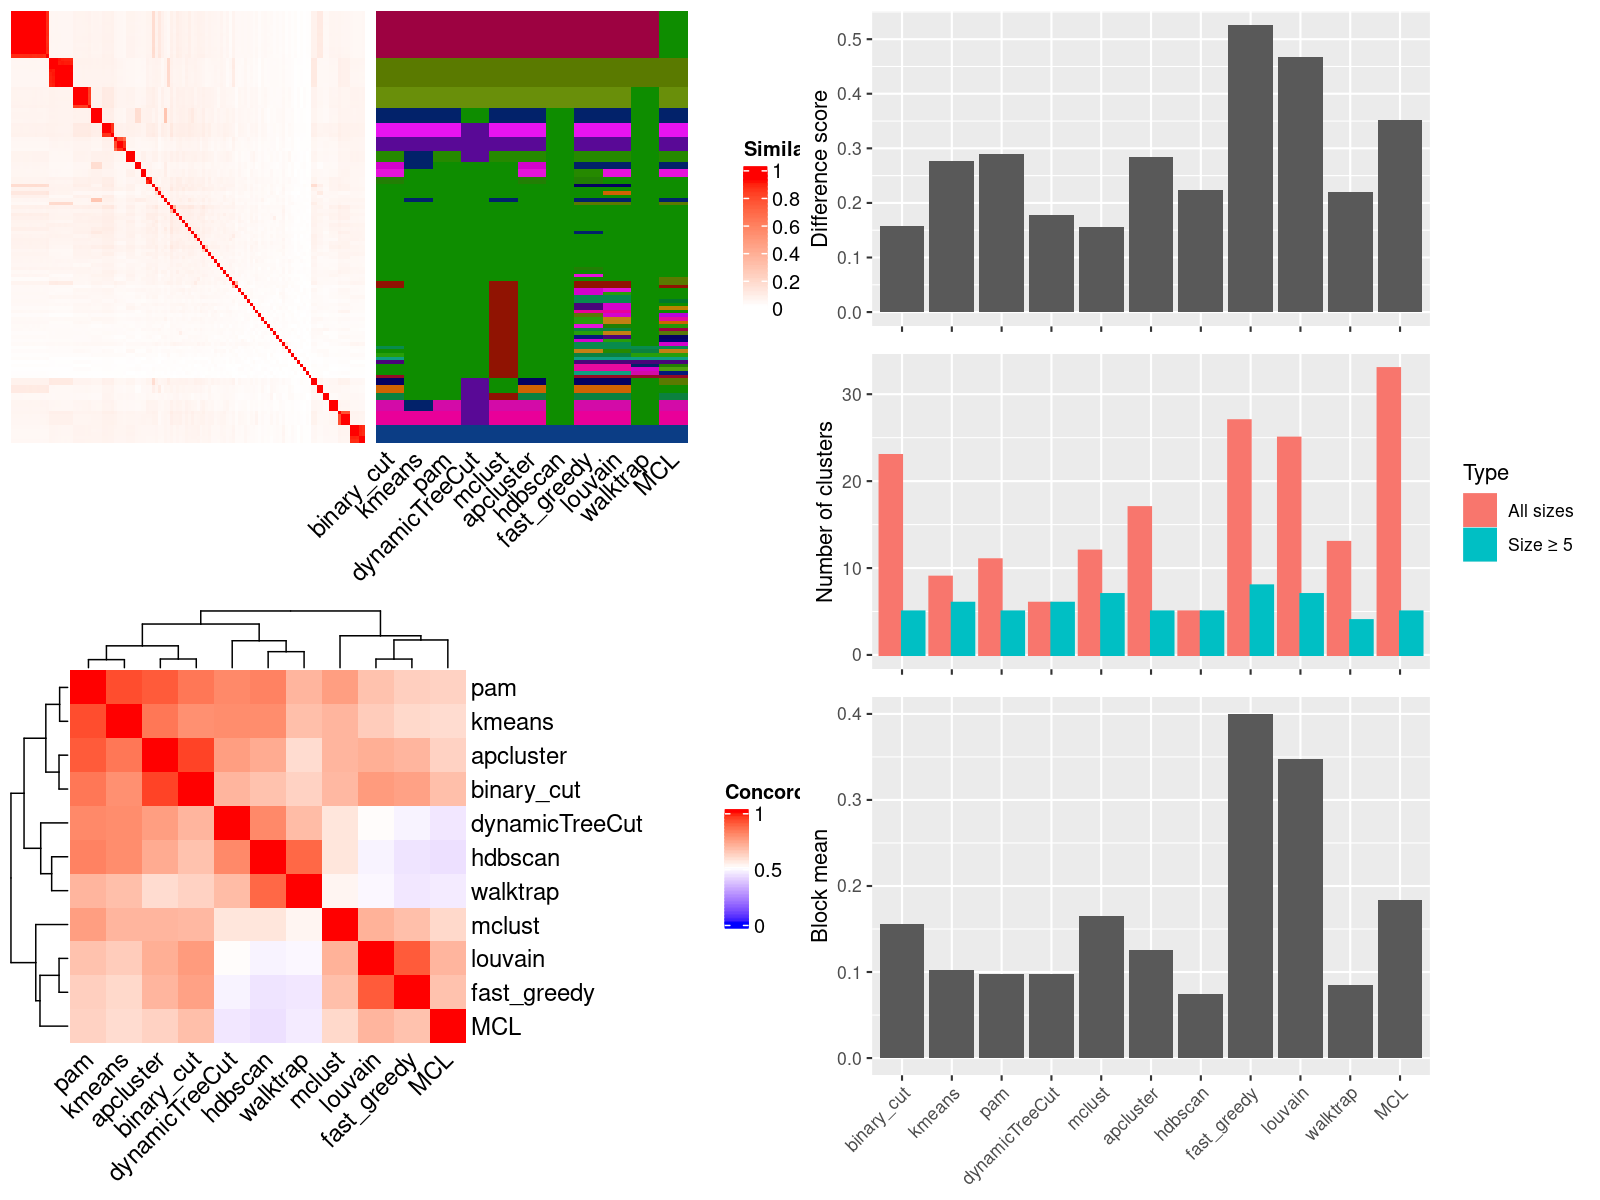 Simila
1
0.8
0.6
0.4
0.2
0
binary_cut
kmeans
pam
dynamicTreeCut
mclust
apcluster
hdbscan
fast_greedy
louvain
walktrap
MCL
pam
kmeans
apcluster
binary_cut
dynamicTreeCut
hdbscan
walktrap
mclust
louvain
fast_greedy
MCL
pam
kmeans
apcluster
binary_cut
dynamicTreeCut
hdbscan
walktrap
mclust
louvain
fast_greedy
MCL
Concord
1
0.5
0
Difference score
0.5
0.4
0.3
0.2
0.1
0.0
Number of clusters
30
20
10
0
Type
All sizes
Size ≥ 5
Block mean
0.4
0.3
0.2
0.1
0.0
binary_cut
kmeans
pam
dynamicTreeCut
mclust
apcluster
hdbscan
fast_greedy
louvain
walktrap
MCL